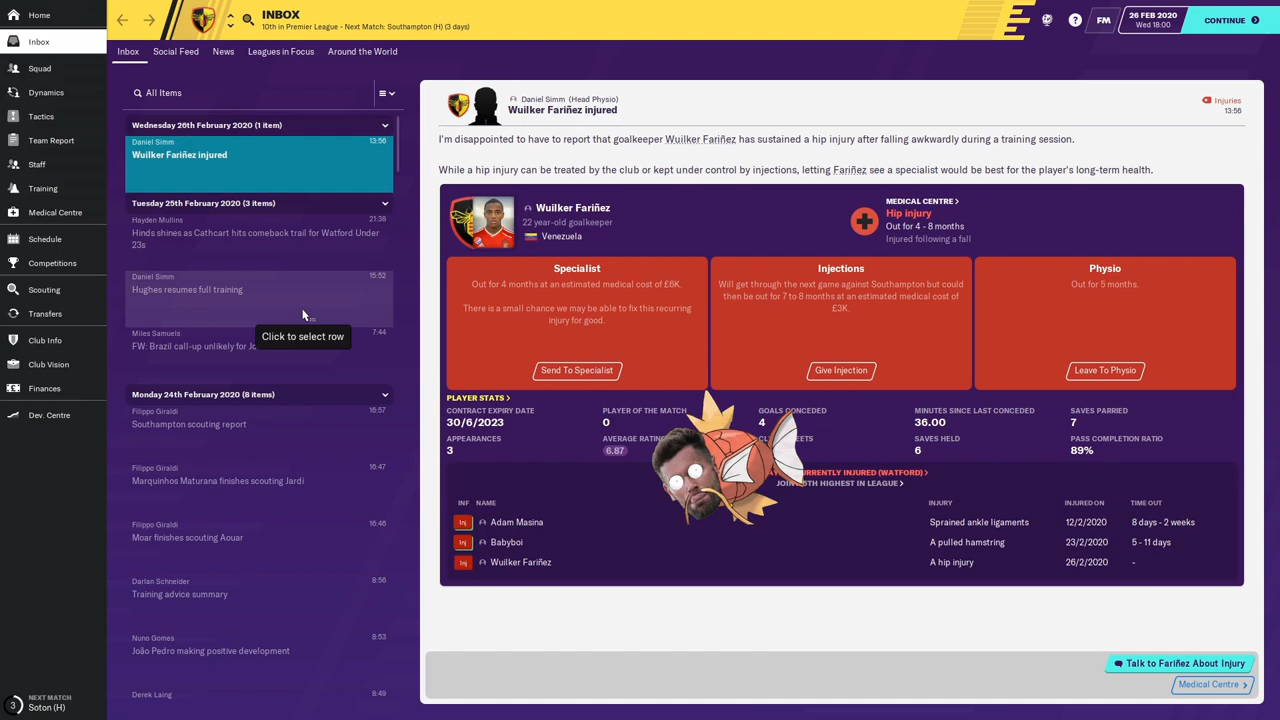 Home
Inbox
Squad
Dynamics
Tactics
Team Report
Staff
Training
Medical Centre
Schedule
Competitions
Scouting
Transfers
Club Info
Club Vision
Finances
Dev. Centre
3
NEXT MATCH
Soton (H)
INBOX
10th in Premier League - Next Match: Southampton (H) (3 days)
?
FM
26 FEB 2020
Wed 18:00
CONTINUE
Inbox Social Feed News Leagues in Focus Around the World
All Items
Wednesday 26th February 2020 (1 item)
Daniel Simm 13:56
Wuilker Fariñez injured
Tuesday 25th February 2020 (3 items)
Hayden Mullins 21:38
Hinds shines as Cathcart hits comeback trail for Watford Under
23s
Daniel Simm 15:52
Hughes resumes full training
Click to select row
Miles Samuels 7:44
FW: Brazil call-up unlikely for
Monday 24th February 2020 (8 items)
Filippo Giraldi 16:57
Southampton scouting report
Filippo Giraldi 16:47
Marquinhos Maturana finishes scouting Jardi
Filippo Giraldi 16:46
Moar finishes scouting Aouar
Darlan Schneider 8:56
Training advice summary
Nuno Gomes 8:53
João Pedro making positive development
Derek Laing 8:49
Daniel Simm (Head Physio)
Wuilker Fariñez injured
Injuries
13:56
I'm disappointed to have to report that goalkeeper Wuilker Fariñez has sustained a hip injury after falling awkwardly during a training session.
While a hip injury can be treated by the club or kept under control by injections, letting Fariñez see a specialist would be best for the player's long-term health.
Wuilker Fariñez
22 year-old goalkeeper
Venezuela
MEDICAL CENTRE >
Hip injury
Out for 4 - 8 months
Injured following a fall
Specialist
Out for 4 months at an estimated medical cost of £6K.
There is a small chance we may be able to fix this recurring
injury for good.
Send To Specialist
Injections
Will get through the next game against Southampton but could
then be out for 7 to 8 months at an estimated medical cost of
£3K.
Give Injection
Physio
Out for 5 months.
Leave To Physio
PLAYER STATS >
CONTRACT EXPIRY DATE PLAYER OF THE MATCH GOALS CONCEDED MINUTES SINCE LAST CONCEDED SAVES PARRIED
30/6/2023 0 4 36.00 7
APPEARANCES AVERAGE SAVES HELD PASS COMPLETION RATIO
3 6.87 6 89%
CURRENTLY INJURED (WATFORD) >
HIGHEST IN LEAGUE >
INF NAME INJURY INJURED ON TIME OUT
Inj Adam Masina Sprained ankle ligaments 12/2/2020 8 days - 2 weeks
Inj Babyboi A pulled hamstring 23/2/2020 5 - 11 days
Inj Wuilker Fariñez A hip injury 26/2/2020 -
Talk to Fariñez About Injury
Medical Centre >